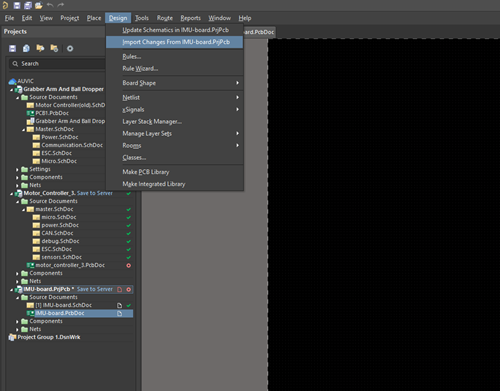 File Edit View Project Place Design Tools Route Reports Window Help
Projects
Search
AUVIC
Grabber Arm And Ball Dropper
Source Documents
Motor Controller(old).SchDoc
PCB1.PcbDoc
Grabber Arm And Ball Dropper
Master.SchDoc
Power.SchDoc
Communication.SchDoc
ESC.SchDoc
Micro.SchDoc
Settings
Components
Nets
Motor_Controller_3. Save to Server
Source Documents
master.SchDoc
micro.SchDoc
power.SchDoc
CAN.SchDoc
debug.SchDoc
ESC.SchDoc
sensors.SchDoc
motor_controller_3.PcbDoc
Components
Nets
IMU-board.PrjPcb * Save to Server
Source Documents
[1] IMU-board.SchDoc
IMU-board.PcbDoc
Components
Nets
Project Group 1.DsnWrk
Update Schematics in IMU-board.PrjPcb
Import Changes From IMU-board.PrjPcb
Rules...
Rule Wizard...
Board Shape
Netlist
xSignals
Layer Stack Manager...
Manage Layer Sets
Rooms
Classes...
Make PCB Library
Make Integrated Library
oard.PcbDoc